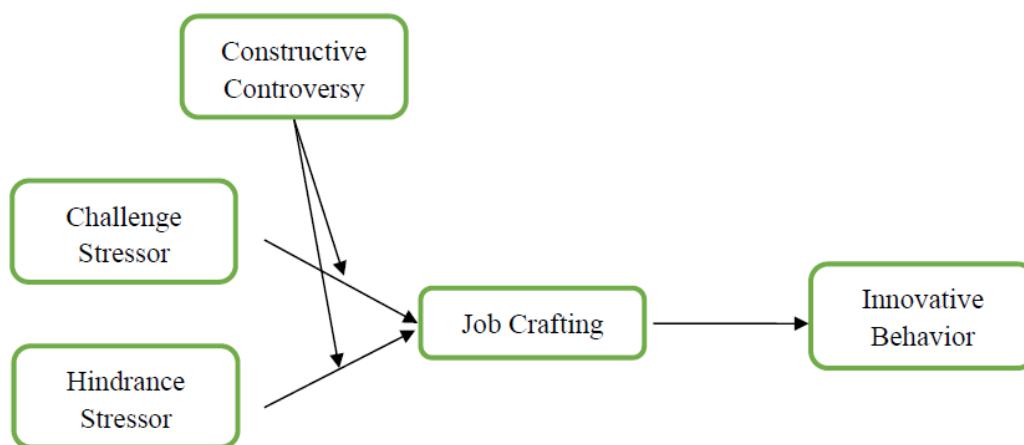 Constructive
Controversy
Challenge
Stressor
Job Crafting
Innovative
Behavior
Hindrance
Stressor